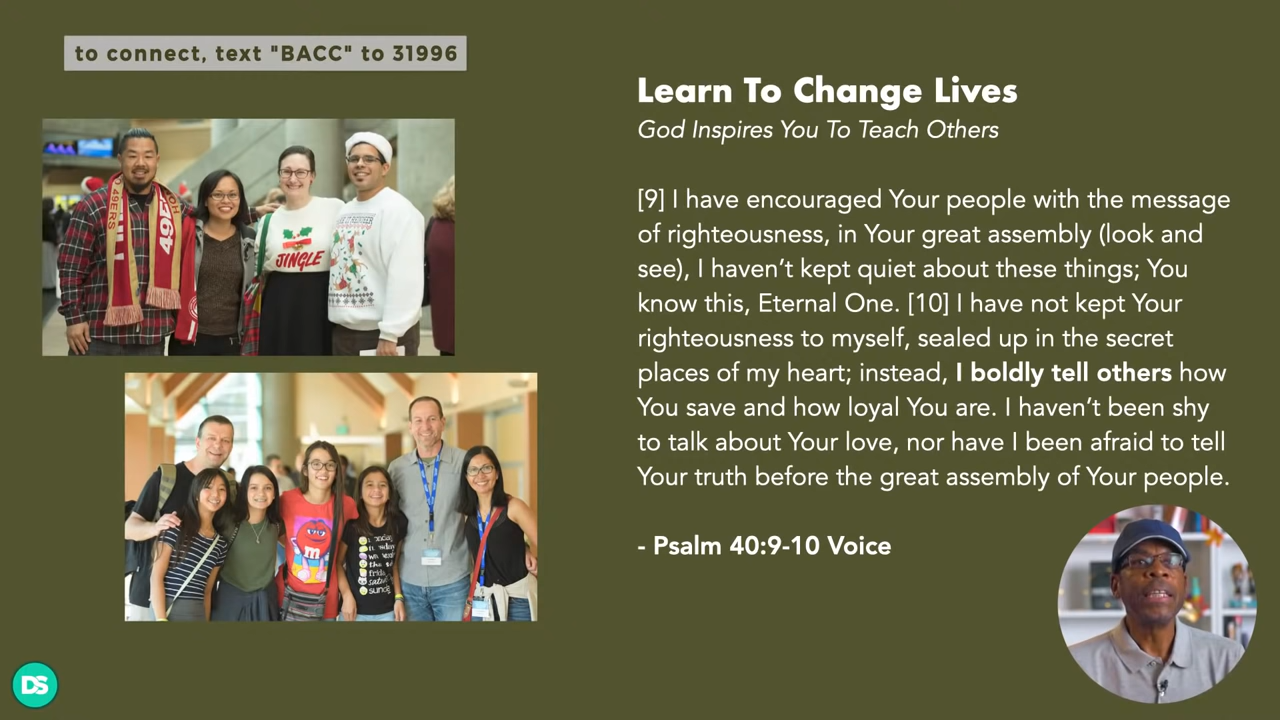 to connect, text "BACC" to 31996
Learn To Change Lives
God Inspires You To Teach Others
[9] I have encouraged Your people with the message
of righteousness, in Your great assembly (look and
see), I haven't kept quiet about these things; You
know this, Eternal One. [10] I have not kept Your
righteousness to myself, sealed up in the secret
places of my heart; instead, I boldly tell others how
You save and how loyal You are. I haven't been shy
to talk about Your love, nor have I been afraid to tell
Your truth before the great assembly of Your people.
- Psalm 40:9-10 Voice
49ERS
JINGLE
m
DS